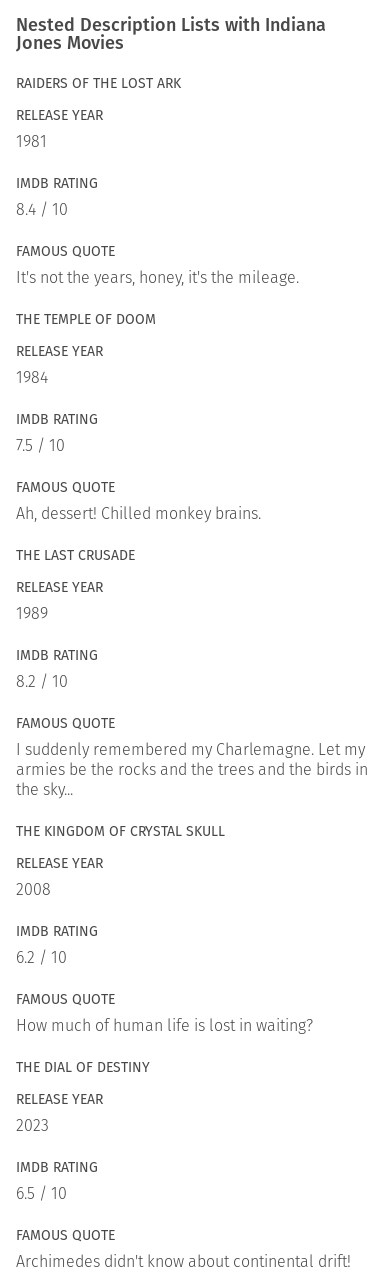 Nested Description Lists with Indiana
Jones Movies
RAIDERS OF THE LOST ARK
RELEASE YEAR
1981
IMDB RATING
8.4 / 10
FAMOUS QUOTE
It's not the years, honey, it's the mileage.
THE TEMPLE OF DOOM
RELEASE YEAR
1984
IMDB RATING
7.5 / 10
FAMOUS QUOTE
Ah, dessert! Chilled monkey brains.
THE LAST CRUSADE
RELEASE YEAR
1989
IMDB RATING
8.2 / 10
FAMOUS QUOTE
I suddenly remembered my Charlemagne. Let my
armies be the rocks and the trees and the birds in
the sky...
THE KINGDOM OF CRYSTAL SKULL
RELEASE YEAR
2008
IMDB RATING
6.2 / 10
FAMOUS QUOTE
How much of human life is lost in waiting?
THE DIAL OF DESTINY
RELEASE YEAR
2023
IMDB RATING
6.5 / 10
FAMOUS QUOTE
Archimedes didn't know about continental drift!